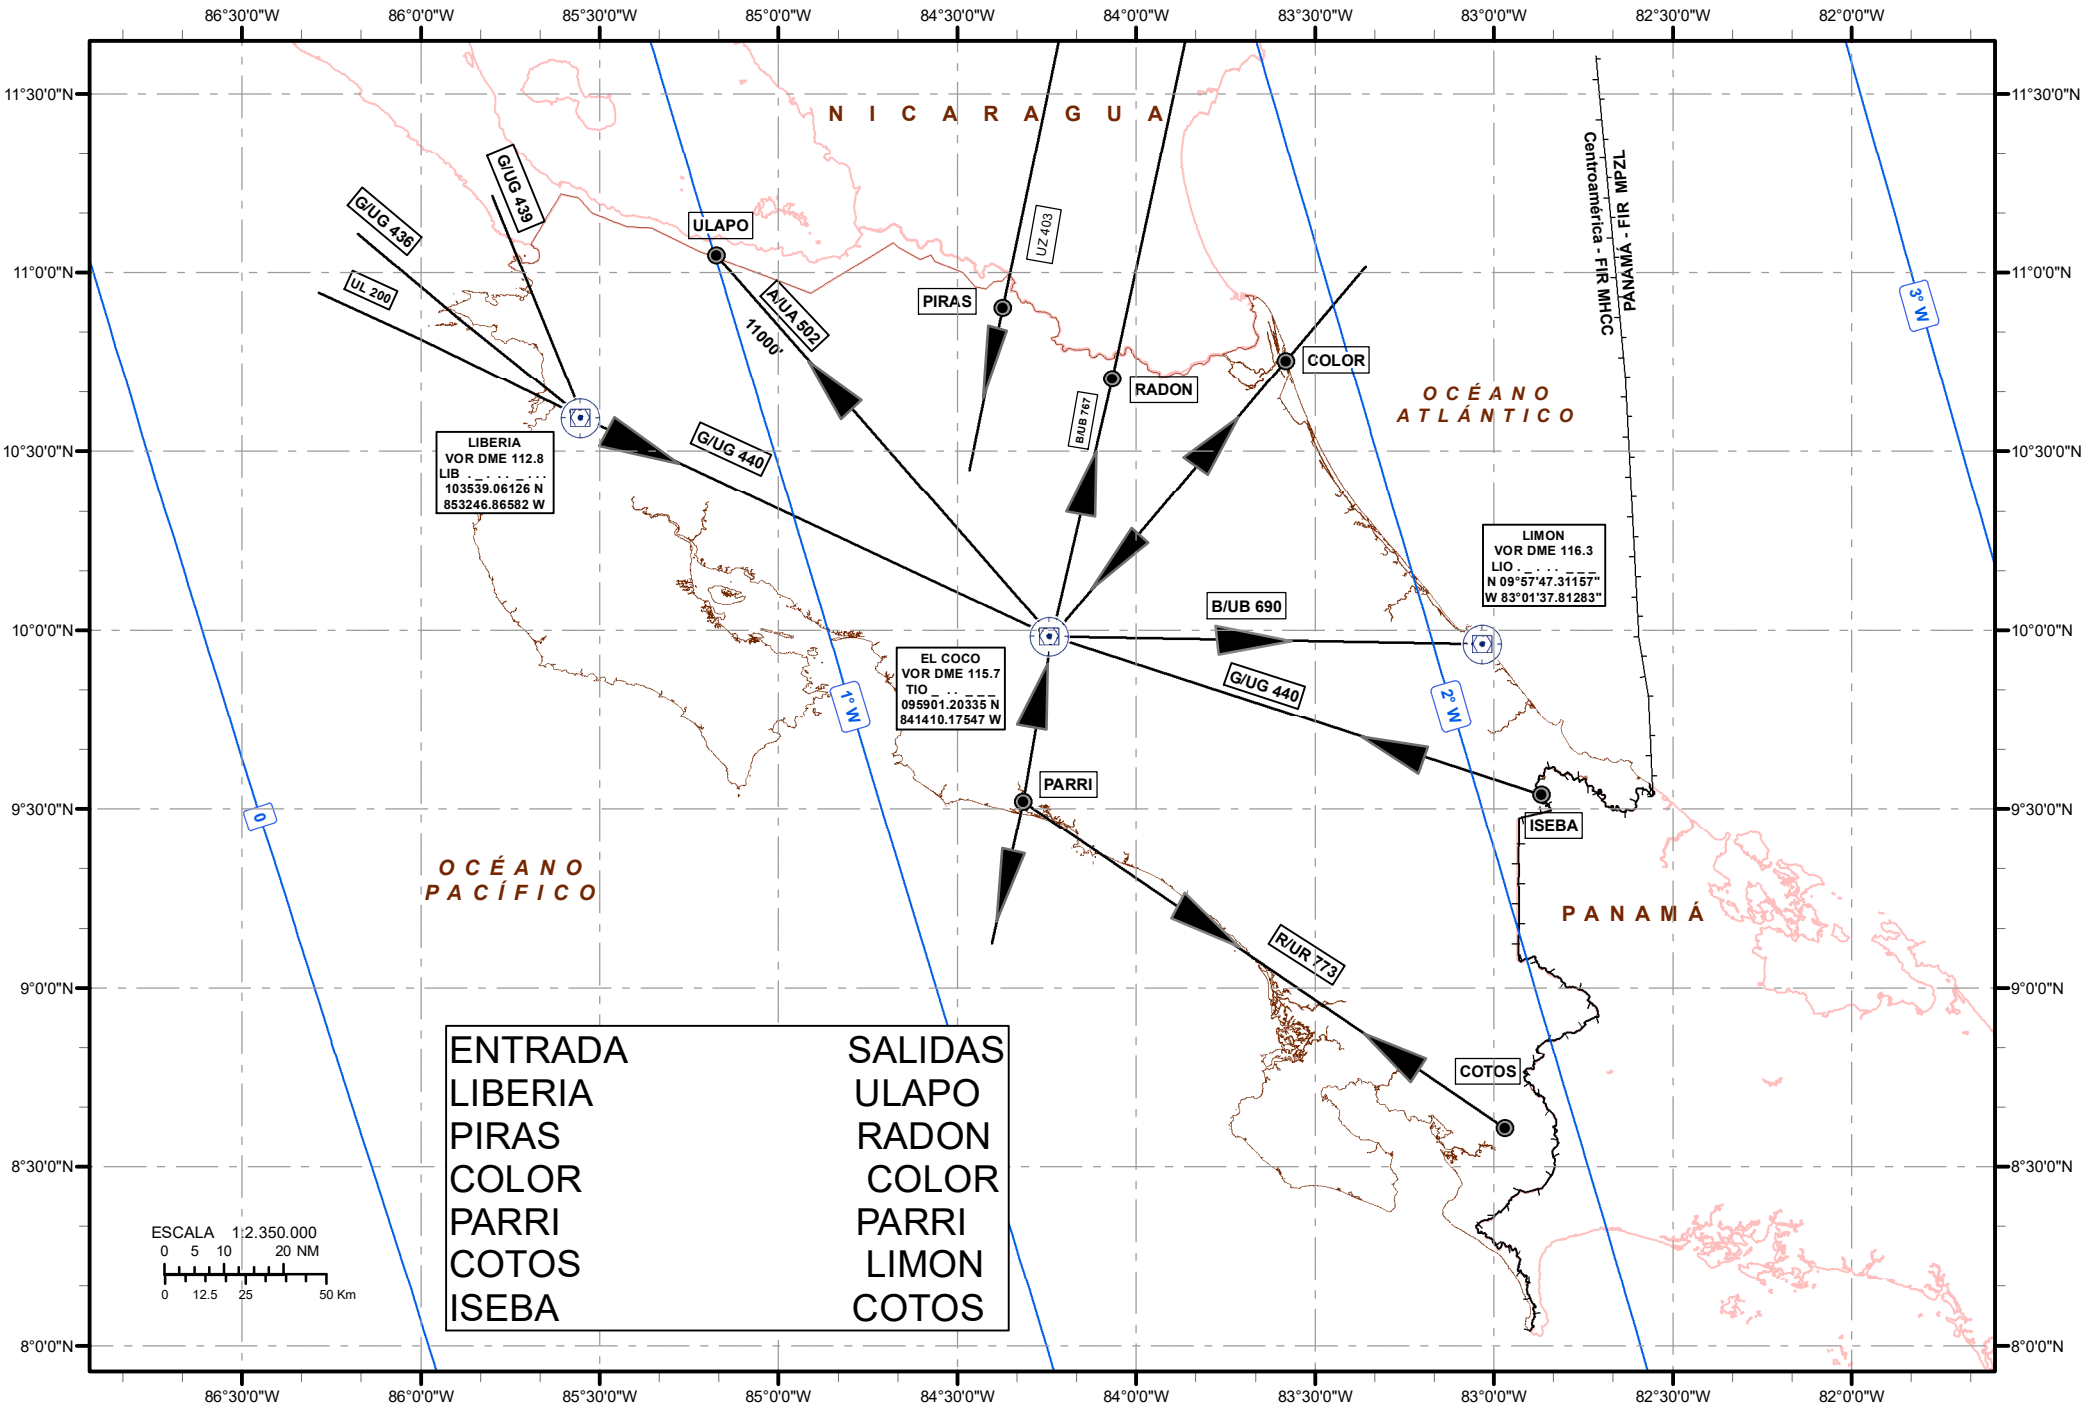 86°30'0"W 86°0'0"W 85°30'0"W 85°0'0"W 84°30'0"W 84°0'0"W 83°30'0"W 83°0'0"W 82°30'0"W 82°0'0"W
11°30'0"N 11°30'0"N
N I C A R A G U A
G/UG 439
G/UG 436
UL 200
ULAPO
UZ 403
PANAMÁ - FIR MPZL
Centroamérica - FIR MHCC
11°0'0"N 11°0'0"N
PIRAS
A/UA 502
11000'
3° W
COLOR
RADON
OCÉANO
ATLÁNTICO
B/UB 767
LIBERIA
VOR DME 112.8
LIB . _ . . . _ . . .
103539.06126 N
853246.86582 W
G/UG 440
10°30'0"N 10°30'0"N
LIMON
VOR DME 116.3
LIO . _ . . . . _ _ _
N 09°57'47.31157"
W 83°01'37.81283"
B/UB 690
10°0'0"N 10°0'0"N
EL COCO
VOR DME 115.7
TIO _ . . _ _ _
095901.20335 N
841410.17547 W
G/UG 440
1° W
2° W
PARRI
9°30'0"N 9°30'0"N
0
ISEBA
OCÉANO
PACÍFICO
PANAMÁ
R/UR 773
9°0'0"N 9°0'0"N
COTOS
ENTRADA SALIDAS
LIBERIA ULAPO
PIRAS RADON
COLOR COLOR
PARRI PARRI
COTOS LIMON
ISEBA COTOS
8°30'0"N 8°30'0"N
ESCALA 1:2.350.000
0 5 10 20 NM
0 12.5 25 50 Km
8°0'0"N 8°0'0"N
86°30'0"W 86°0'0"W 85°30'0"W 85°0'0"W 84°30'0"W 84°0'0"W 83°30'0"W 83°0'0"W 82°30'0"W 82°0'0"W